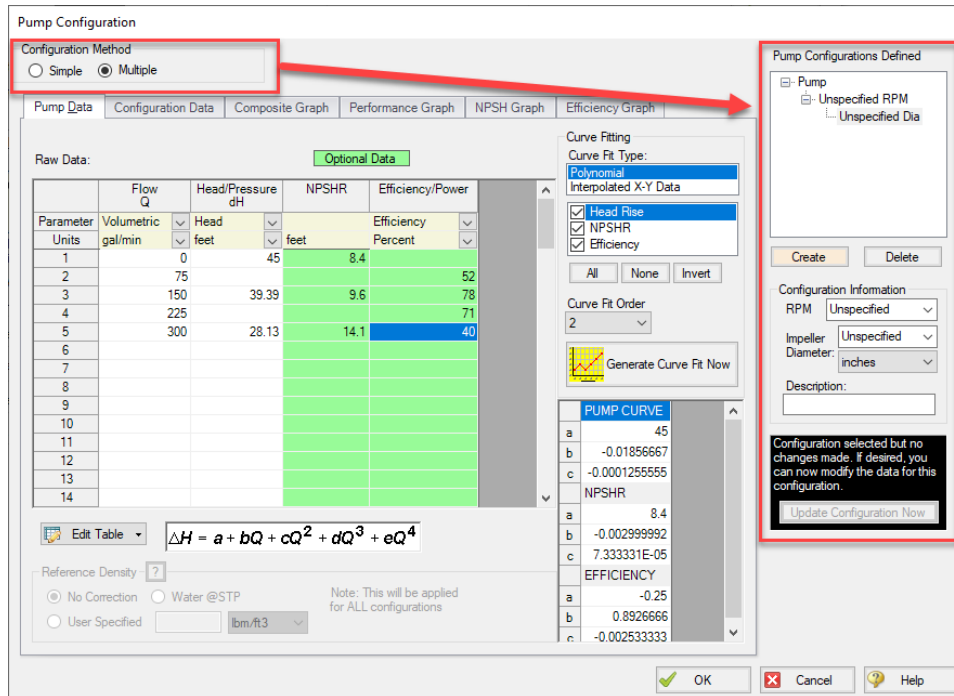 Pump Configuration
Configuration Method
Simple Multiple
Pump Data Configuration Data Composite Graph Performance Graph NPSH Graph Efficiency Graph
Raw Data:
Optional Data
Flow Head/Pressure NPSHR Efficiency/Power
Q dH
Parameter Volumetric Head Efficiency
Units gal/min feet feet Percent
1 0 45 8.4
2 75 52
3 150 39.39 9.6 78
4 225 71
5 300 28.13 14.1 40
6
7
8
9
10
11
12
13
14
Edit Table
ΔH = a + bQ + cQ² + dQ³ + eQ⁴
Reference Density ?
No Correction Water @STP
User Specified lbm/ft3
Note: This will be applied
for ALL configurations
Curve Fitting
Curve Fit Type:
Polynomial
Interpolated X-Y Data
Head Rise
NPSHR
Efficiency
All None Invert
Curve Fit Order
2
Generate Curve Fit Now
PUMP CURVE
a 45
b -0.01856667
c -0.0001255555
NPSHR
a 8.4
b -0.002999992
c 7.333331E-05
EFFICIENCY
a -0.25
b 0.8926666
c -0.002533333
Pump Configurations Defined
Pump
Unspecified RPM
Unspecified Dia
Create Delete
Configuration Information
RPM Unspecified
Impeller Unspecified
Diameter: inches
Description:
Configuration selected but no
changes made. If desired, you
can now modify the data for this
configuration.
Update Configuration Now
OK Cancel Help